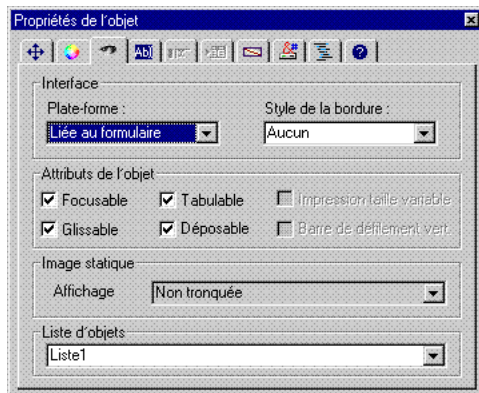 Propriétés de l'objet
Ab
Interface
Plate-forme :
Style de la bordure :
Liée au formulaire
Aucun
Attributs de l'objet
Focusable
Tabulable
Impression taille variable
Glissable
Déposable
Barre de défilement vert.
Image statique
Affichage
Non tronquée
Liste d'objets
Liste1